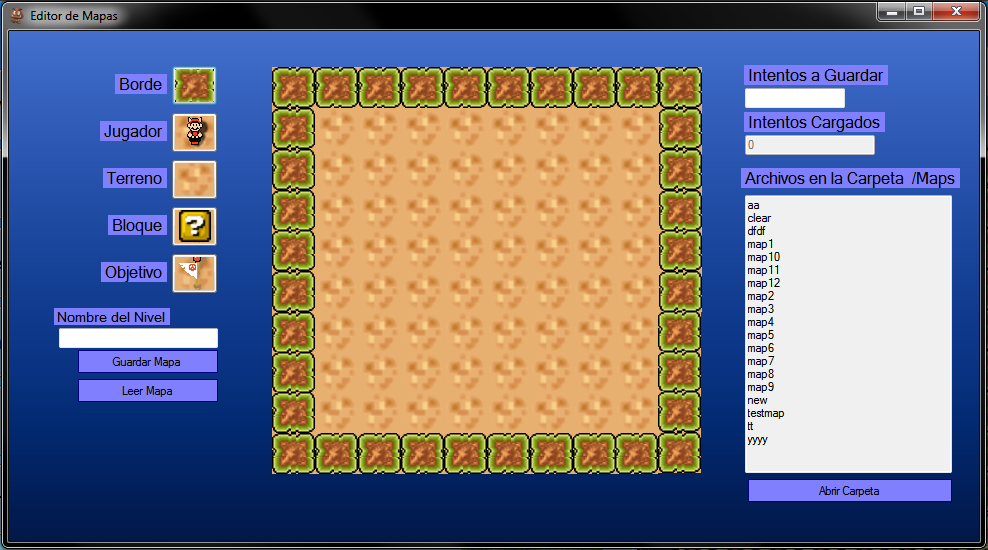 Editor de Mapas
Borde
Jugador
Terreno
Bloque
?
Objetivo
Nombre del Nivel
Guardar Mapa
Leer Mapa
Intentos a Guardar
Intentos Cargados
0
Archivos en la Carpeta /Maps
aa
clear
dfdf
map1
map10
map11
map12
map2
map3
map4
map5
map6
map7
map8
map9
new
testmap
tt
yyyy
Abrir Carpeta